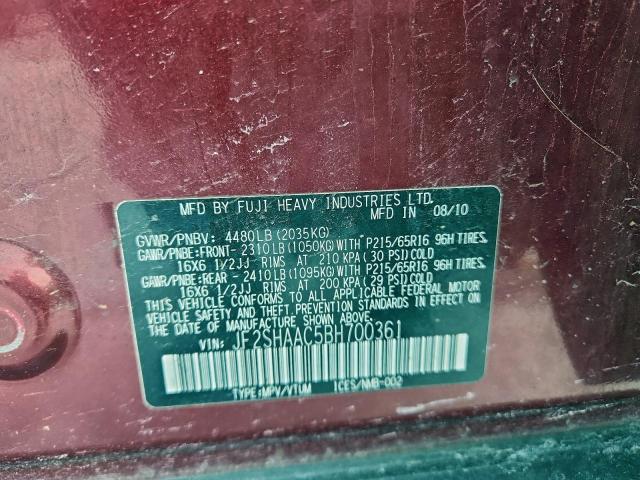 MFD BY FUJI HEAVY INDUSTRIES LTD.
MFD IN 08/10
GVWR/PNBV: 4480LB (2035KG)
GAWR/PNBE:FRONT- 2310LB(1050KG)WITH P215/65R16 96H TIRES,
16X6 1/2JJ RIMS AT 210 KPA (30 PSI)COLD
GAWR/PNBE:REAR - 2410LB(1095KG)WITH P215/65R16 96H TIRES,
16X6 1/2JJ RIMS AT 200 KPA (29 PSI)COLD
THIS VEHICLE CONFORMS TO ALL APPLICABLE FEDERAL MOTOR
VEHICLE SAFETY AND THEFT PREVENTION STANDARDS IN EFFECT ON
THE DATE OF MANUFACTURE SHOWN ABOVE.
VIN: JF2SHAAC5BH700361
TYPE:MPV/VTUM ICES/NMB-002